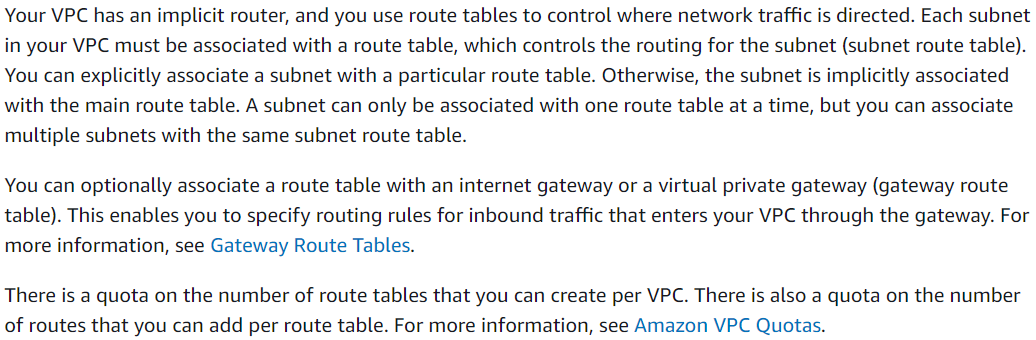 Your VPC has an implicit router, and you use route tables to control where network traffic is directed. Each subnet
in your VPC must be associated with a route table, which controls the routing for the subnet (subnet route table).
You can explicitly associate a subnet with a particular route table. Otherwise, the subnet is implicitly associated
with the main route table. A subnet can only be associated with one route table at a time, but you can associate
multiple subnets with the same subnet route table.
You can optionally associate a route table with an internet gateway or a virtual private gateway (gateway route
table). This enables you to specify routing rules for inbound traffic that enters your VPC through the gateway. For
more information, see Gateway Route Tables.
There is a quota on the number of route tables that you can create per VPC. There is also a quota on the number
of routes that you can add per route table. For more information, see Amazon VPC Quotas.